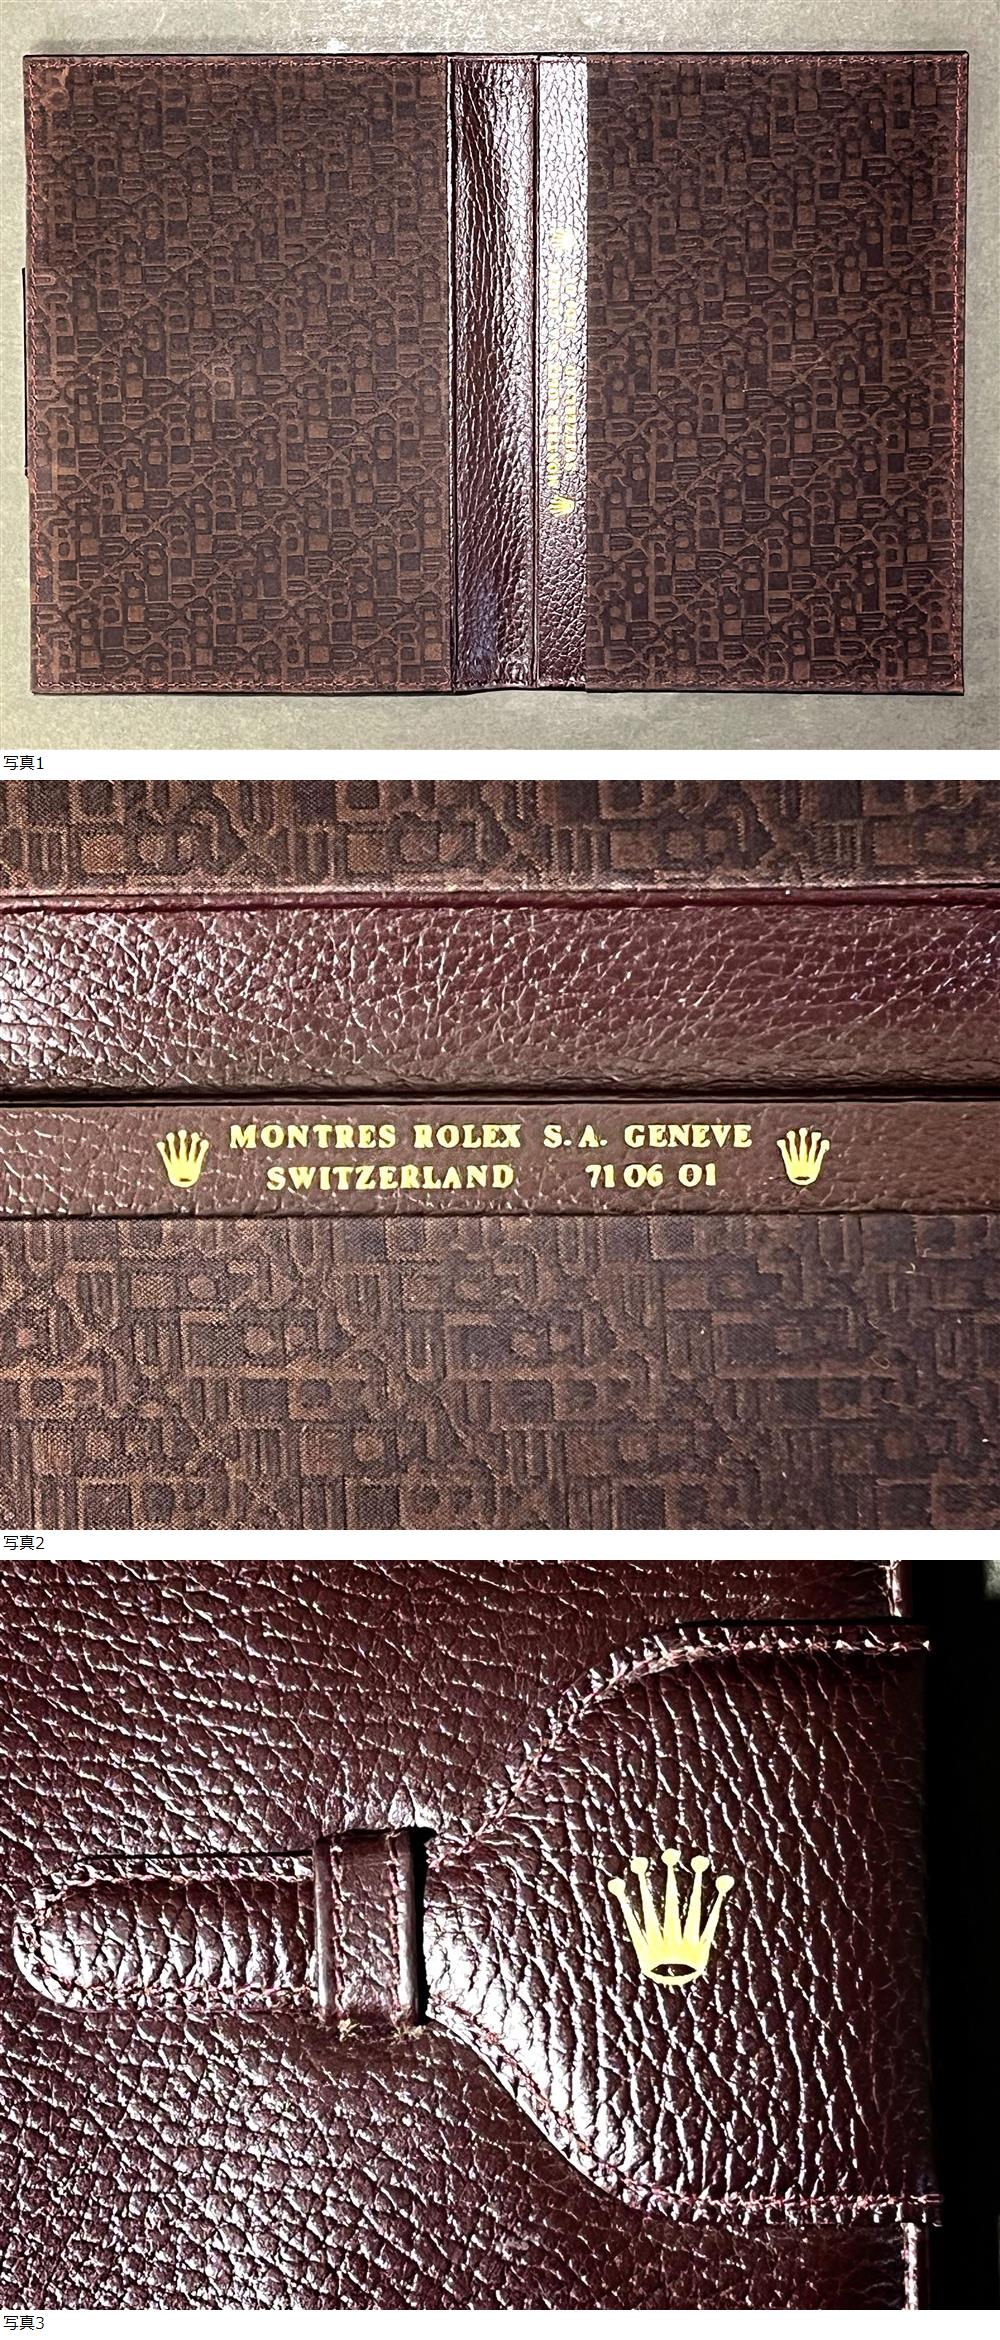 写真1
MONTRES ROLEX S.A. GENEVE
SWITZERLAND 71 06 01
写真2
写真3